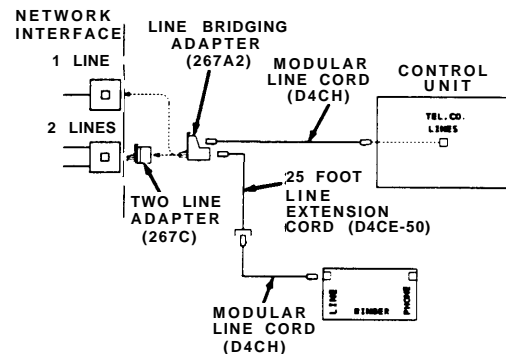 NETWORK
INTERFACE
1 LINE
2 LINES
LINE BRIDGING
ADAPTER
(267A2)
MODULAR
LINE CORD
(D4CH)
CONTROL
UNIT
TEL.CO.
LINES
TWO LINE
ADAPTER
(267C)
25 FOOT
LINE
EXTENSION
CORD (D4CE-50)
MODULAR
LINE CORD
(D4CH)
LINE
RINGER
PHONE